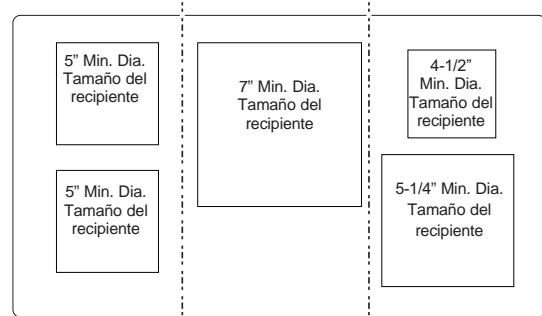 5” Min. Dia.
Tamaño del
recipiente
5” Min. Dia.
Tamaño del
recipiente
7” Min. Dia.
Tamaño del
recipiente
4-1/2”
Min. Dia.
Tamaño del
recipiente
5-1/4” Min. Dia.
Tamaño del
recipiente